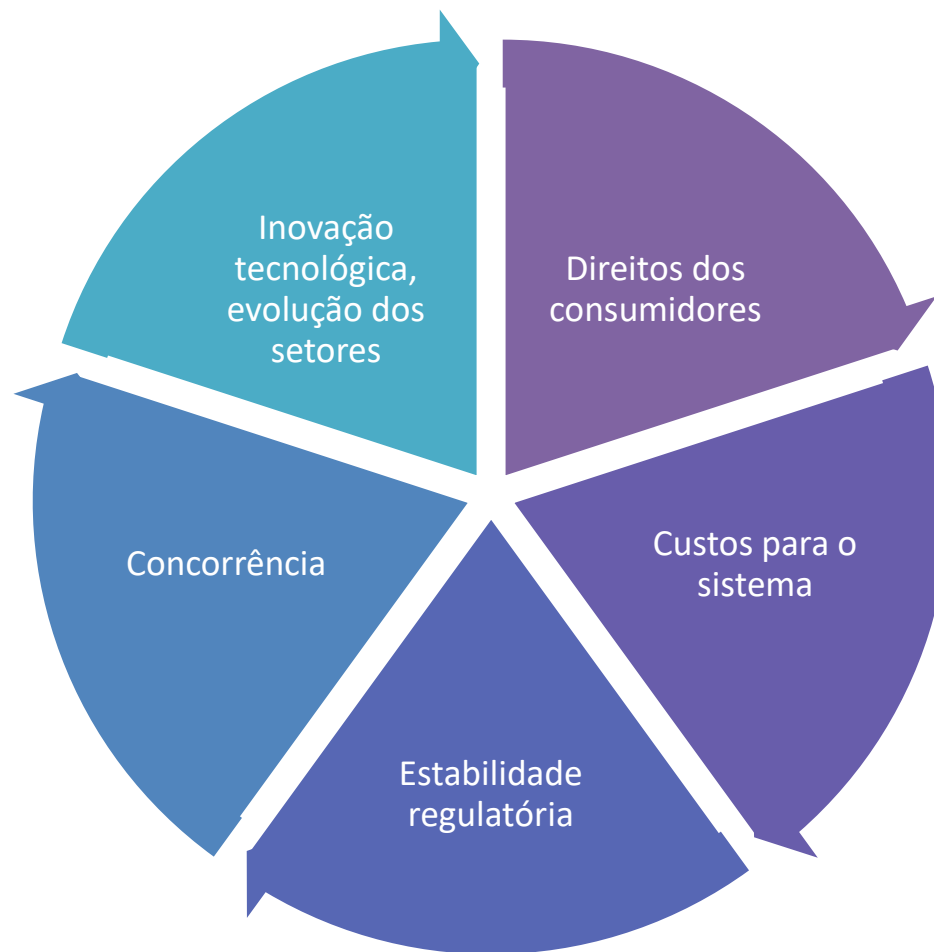 Inovação
tecnológica,
evolução dos
setores
Direitos dos
consumidores
Custos para o
sistema
Estabilidade
regulatória
Concorrência